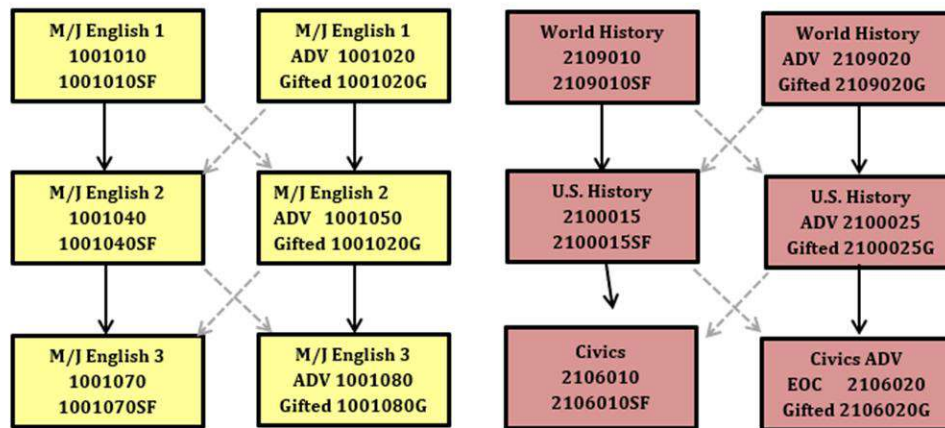 M/J English 1
1001010
1001010SF
M/J English 1
ADV 1001020
Gifted 1001020G
World History
2109010
2109010SF
World History
ADV 2109020
Gifted 2109020G
M/J English 2
1001040
1001040SF
M/J English 2
ADV 1001050
Gifted 1001020G
U.S. History
2100015
2100015SF
U.S. History
ADV 2100025
Gifted 2100025G
M/J English 3
1001070
1001070SF
M/J English 3
ADV 1001080
Gifted 1001080G
Civics
2106010
2106010SF
Civics ADV
EOC 2106020
Gifted 2106020G